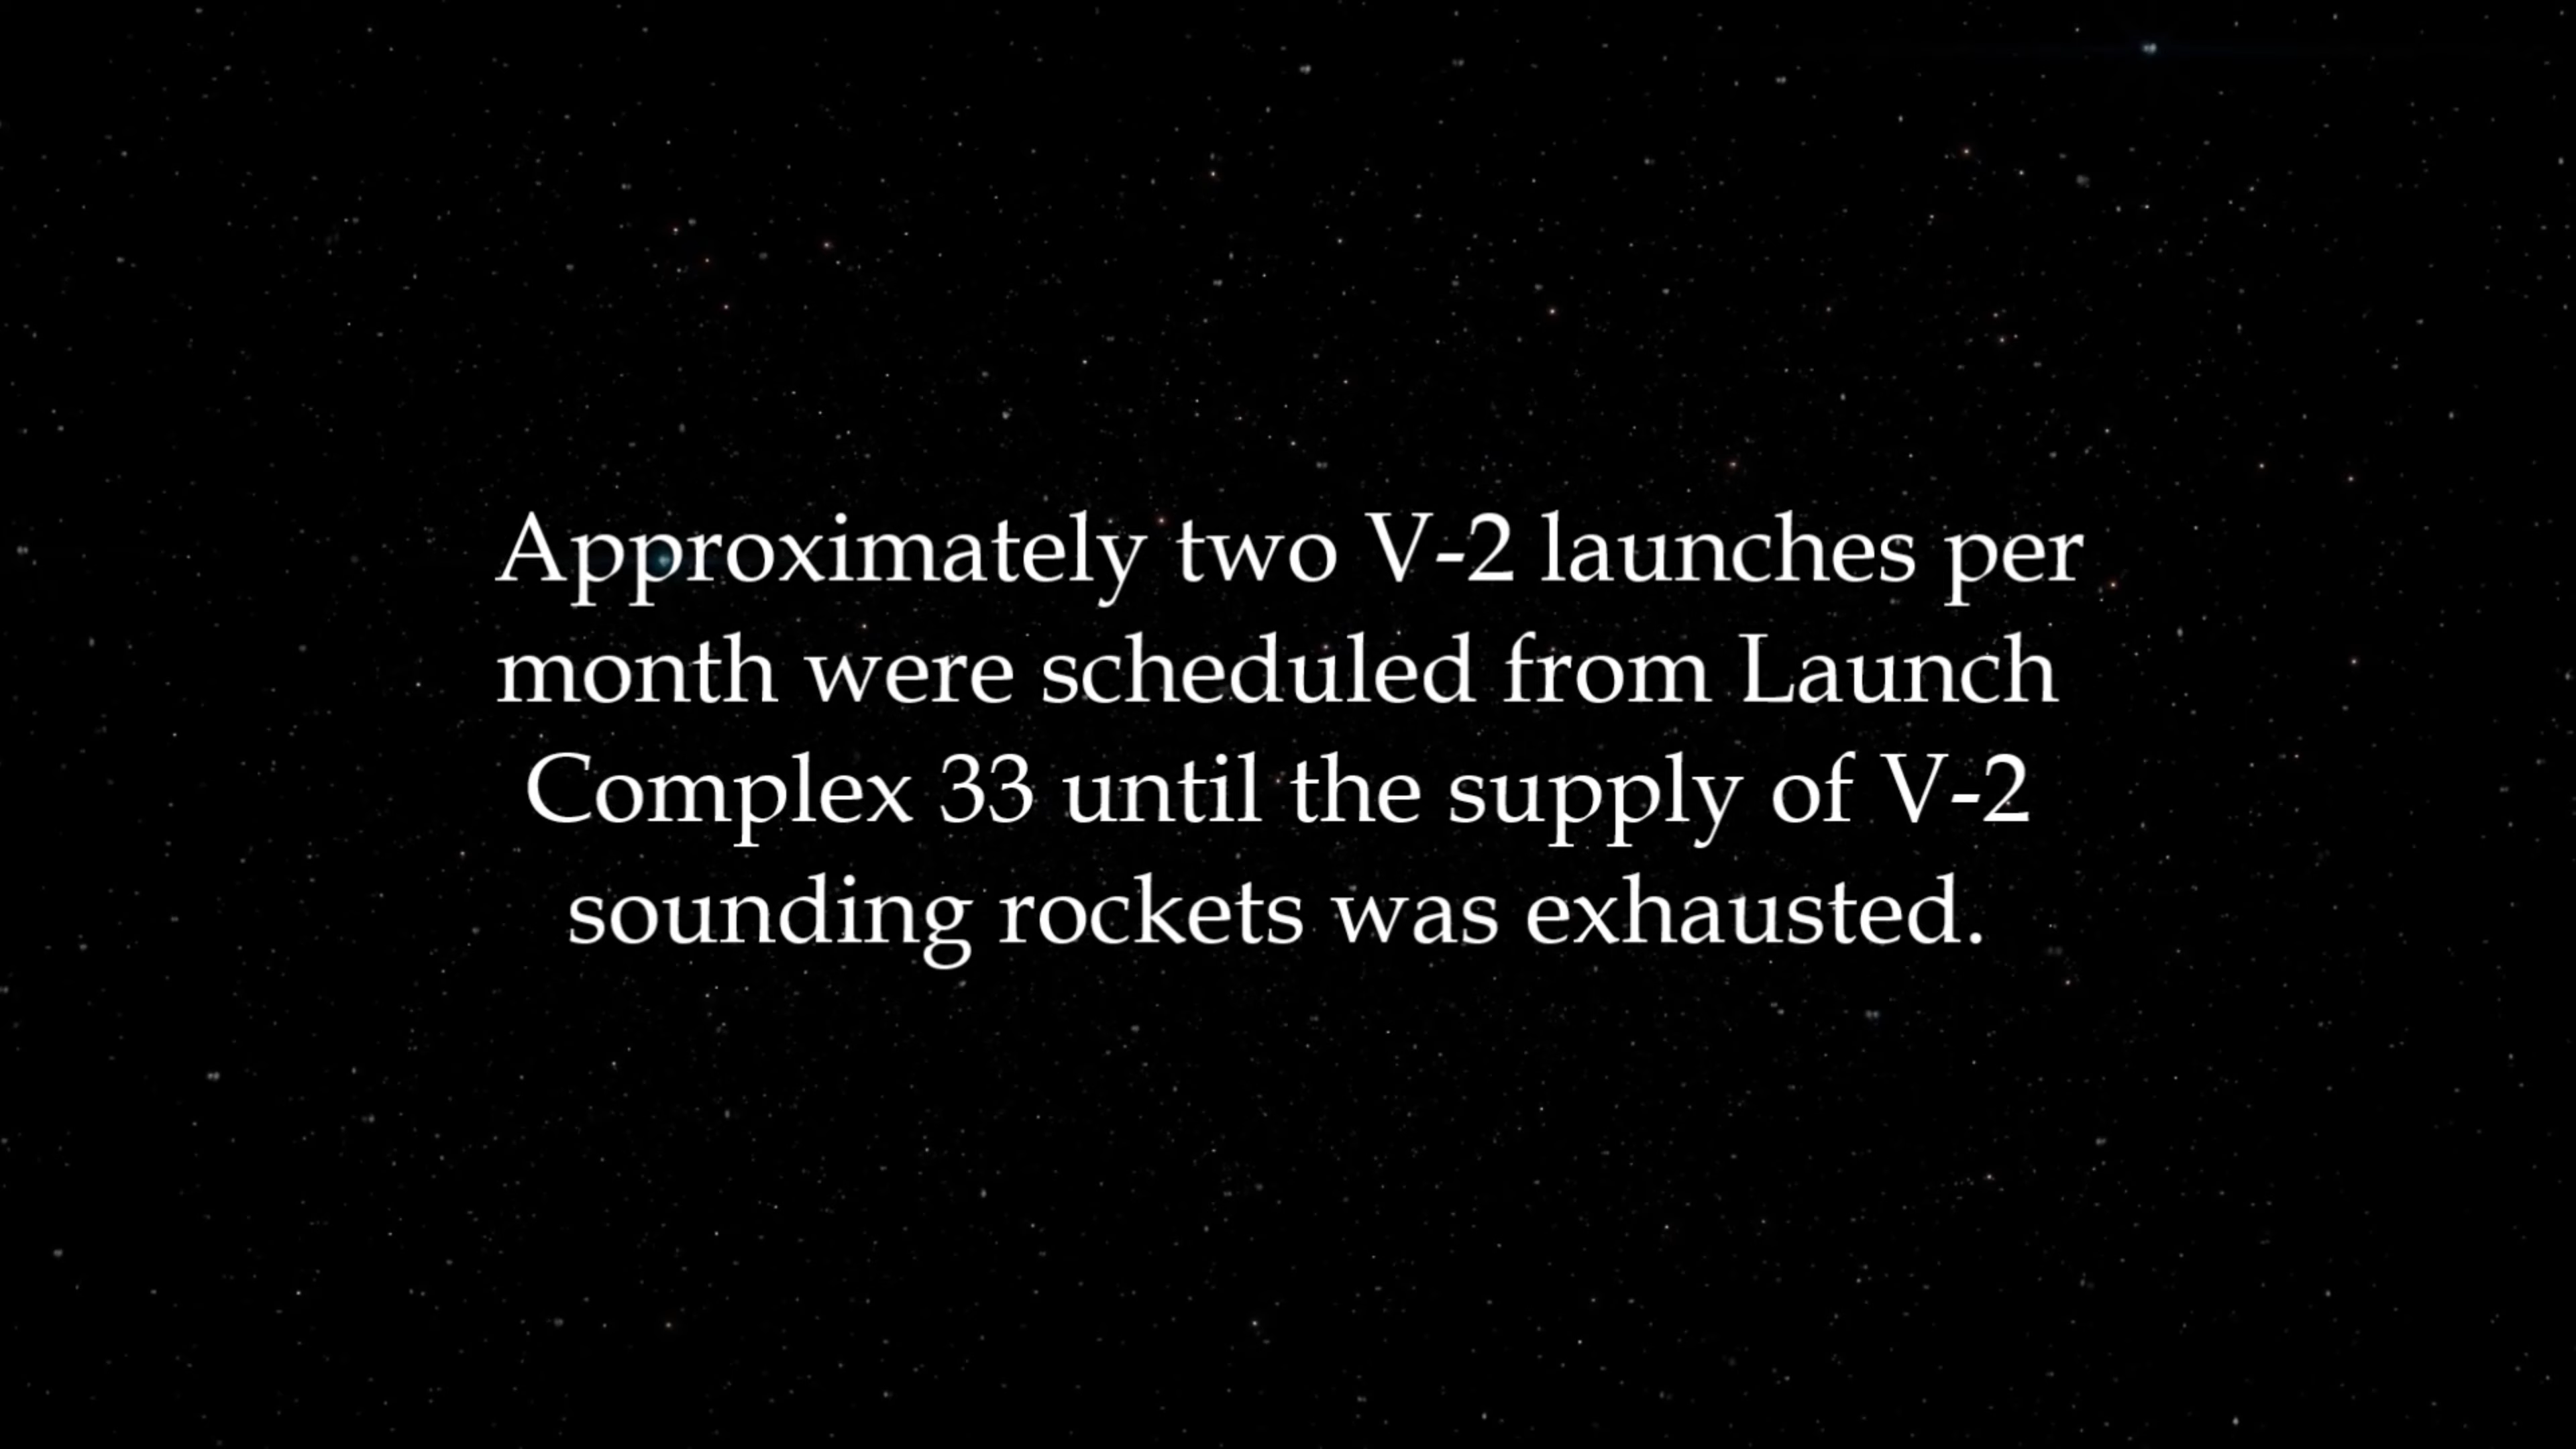 Approximately two V-2 launches per
month were scheduled from Launch
Complex 33 until the supply of V-2
sounding rockets was exhausted.